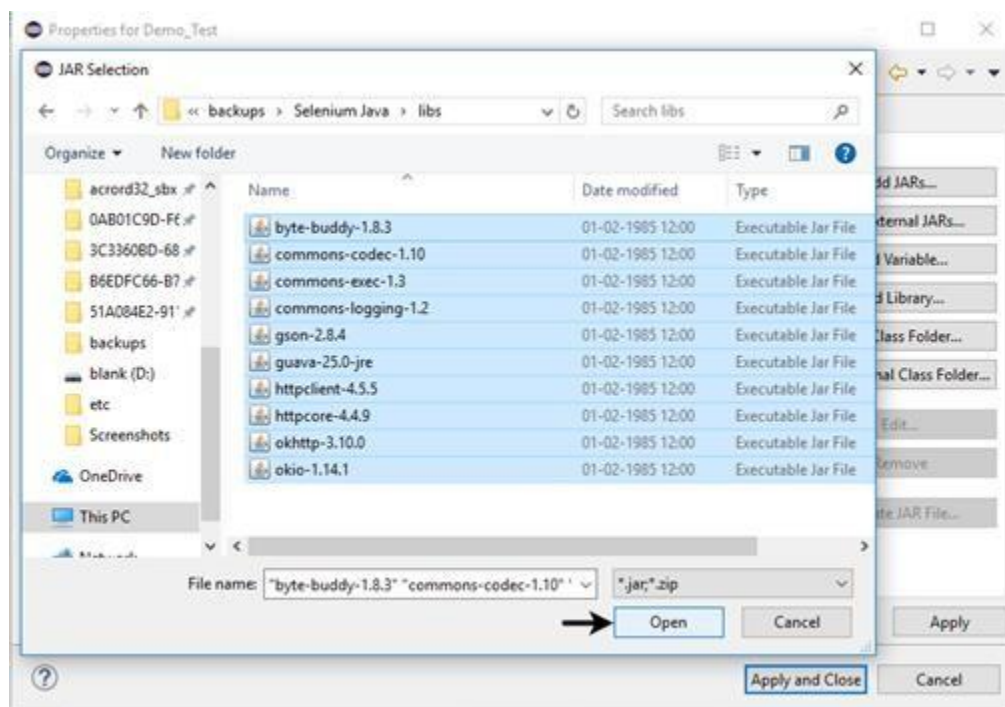 Properties for Demo_Test
JAR Selection
« backups › Selenium Java › libs
Search libs
Organize
New folder
Name
Date modified
Type
acrord32_sbx
0AB01C9D-F6
3C3360BD-68
B6EDFC66-B7
51A084E2-91
backups
blank (D:)
etc
Screenshots
OneDrive
This PC
byte-buddy-1.8.3 01-02-1985 12:00 Executable Jar File
commons-codec-1.10 01-02-1985 12:00 Executable Jar File
commons-exec-1.3 01-02-1985 12:00 Executable Jar File
commons-logging-1.2 01-02-1985 12:00 Executable Jar File
gson-2.8.4 01-02-1985 12:00 Executable Jar File
guava-25.0-jre 01-02-1985 12:00 Executable Jar File
httpclient-4.5.5 01-02-1985 12:00 Executable Jar File
httpcore-4.4.9 01-02-1985 12:00 Executable Jar File
okhttp-3.10.0 01-02-1985 12:00 Executable Jar File
okio-1.14.1 01-02-1985 12:00 Executable Jar File
dd JARs...
ternal JARs...
Variable...
Library...
Class Folder...
nal Class Folder...
Edit...
emove
te JAR File...
File name: "byte-buddy-1.8.3" "commons-codec-1.10" "
*.jar;*.zip
Open
Cancel
Apply
Apply and Close
Cancel